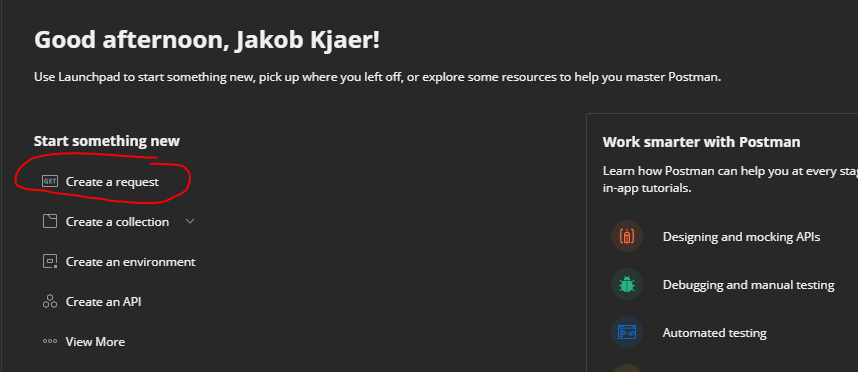 Good afternoon, Jakob Kjaer!
Use Launchpad to start something new, pick up where you left off, or explore some resources to help you master Postman.
Start something new
GET Create a request
Create a collection
Create an environment
Create an API
View More
Work smarter with Postman
Learn how Postman can help you at every
in-app tutorials.
Designing and mocking APIs
Debugging and manual testing
Automated testing